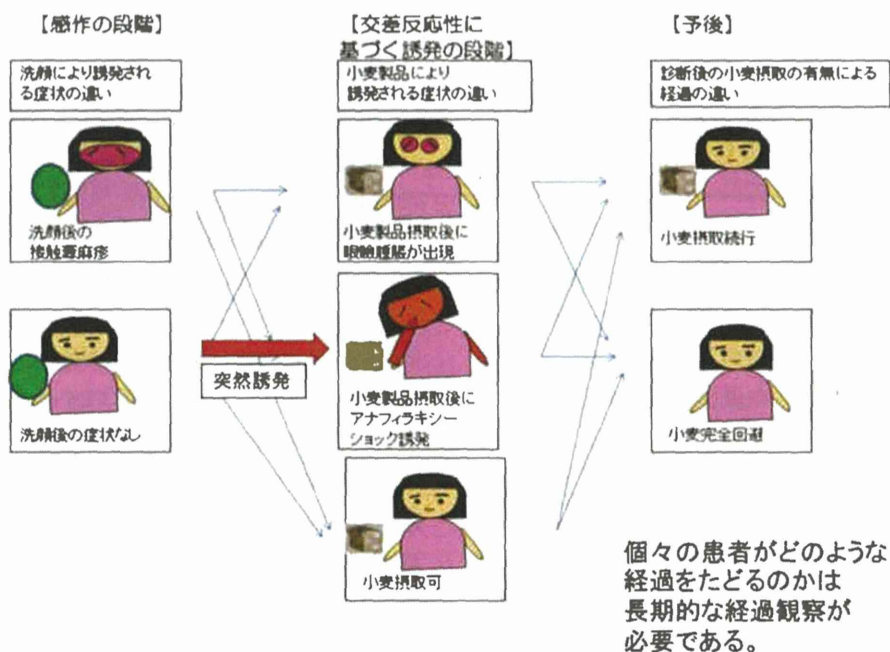 【感作の段階】
洗顔により誘発され
る症状の違い
洗顔後の
接触蕁麻疹
洗顔後の症状なし
突然誘発
【交差反応性に
基づく誘発の段階】
小麦製品により
誘発される症状の違い
小麦製品摂取後に
眼瞼腫脹が出現
小麦製品摂取後に
アナフィラキシー
ショック誘発
小麦摂取可
【予後】
診断後の小麦摂取の有無による
経過の違い
小麦摂取続行
小麦完全回避
個々の患者がどのような
経過をたどるのかは
長期的な経過観察が
必要である。